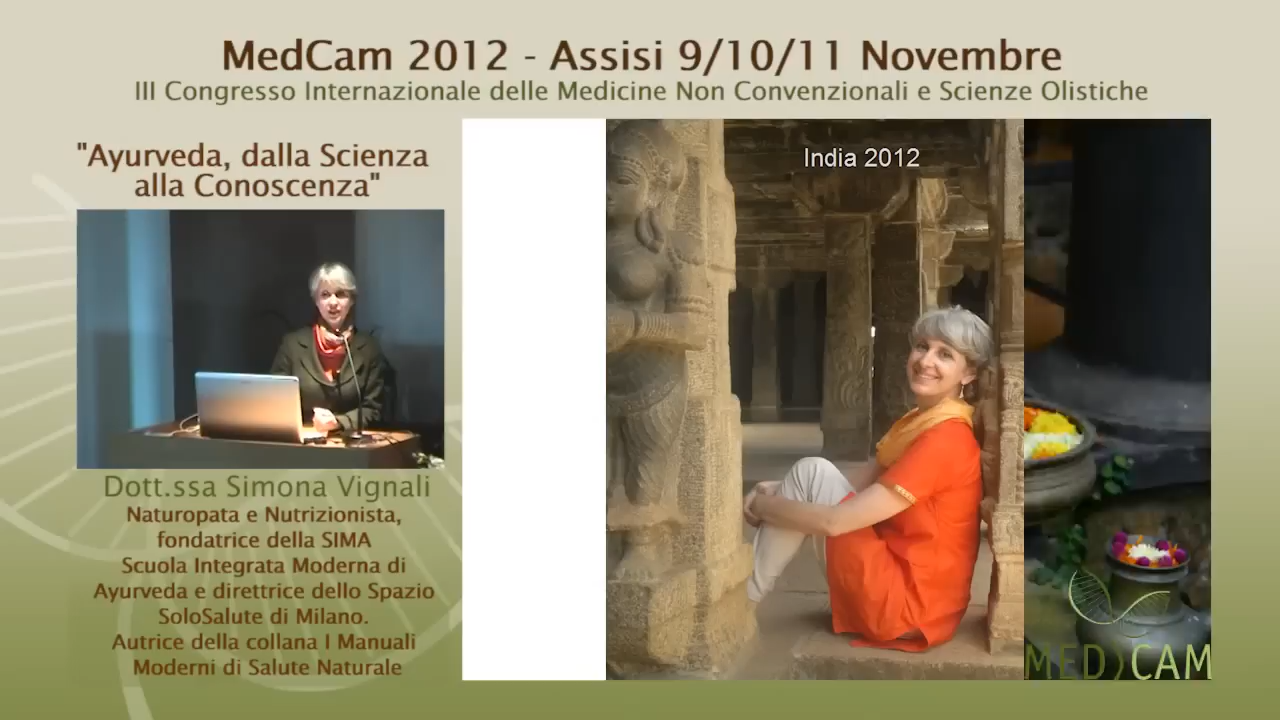 MedCam 2012 - Assisi 9/10/11 Novembre
III Congresso Internazionale delle Medicine Non Convenzionali e Scienze Olistiche
"Ayurveda, dalla Scienza
alla Conoscenza"
Dott.ssa Simona Vignali
Naturopata e Nutrizionista,
fondatrice della SIMA
Scuola Integrata Moderna di
Ayurveda e direttrice dello Spazio
SoloSalute di Milano.
Autrice della collana I Manuali
Moderni di Salute Naturale
India 2012
MED)CAM